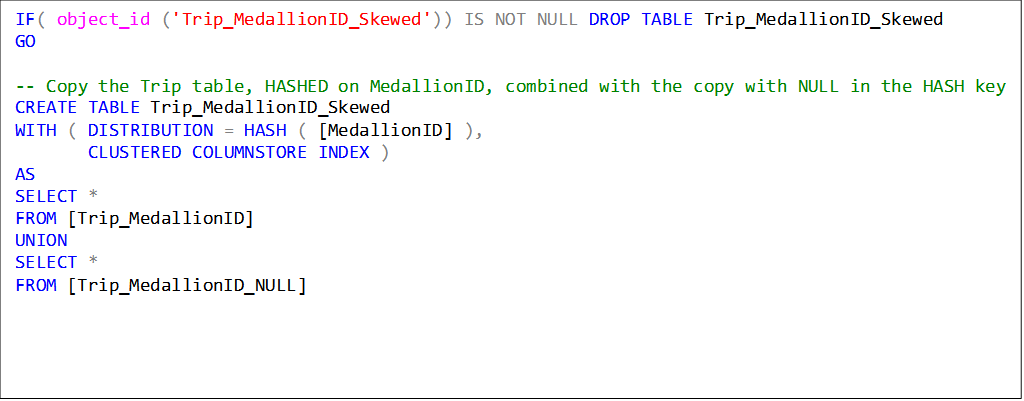 IF( object_id ('Trip_MedallionID_Skewed')) IS NOT NULL DROP TABLE Trip_MedallionID_Skewed
GO
-- Copy the Trip table, HASHED on MedallionID, combined with the copy with NULL in the HASH key
CREATE TABLE Trip_MedallionID_Skewed
WITH ( DISTRIBUTION = HASH ( [MedallionID] ),
CLUSTERED COLUMNSTORE INDEX )
AS
SELECT *
FROM [Trip_MedallionID]
UNION
SELECT *
FROM [Trip_MedallionID_NULL]